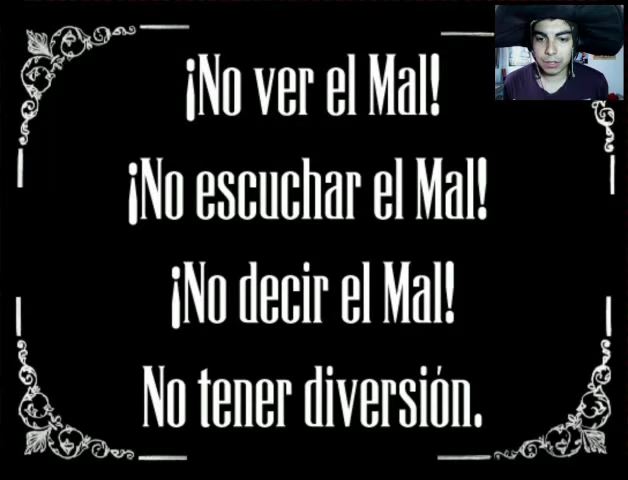 ¡No ver el Mal!
¡No escuchar el Mal!
¡No decir el Mal!
No tener diversión.